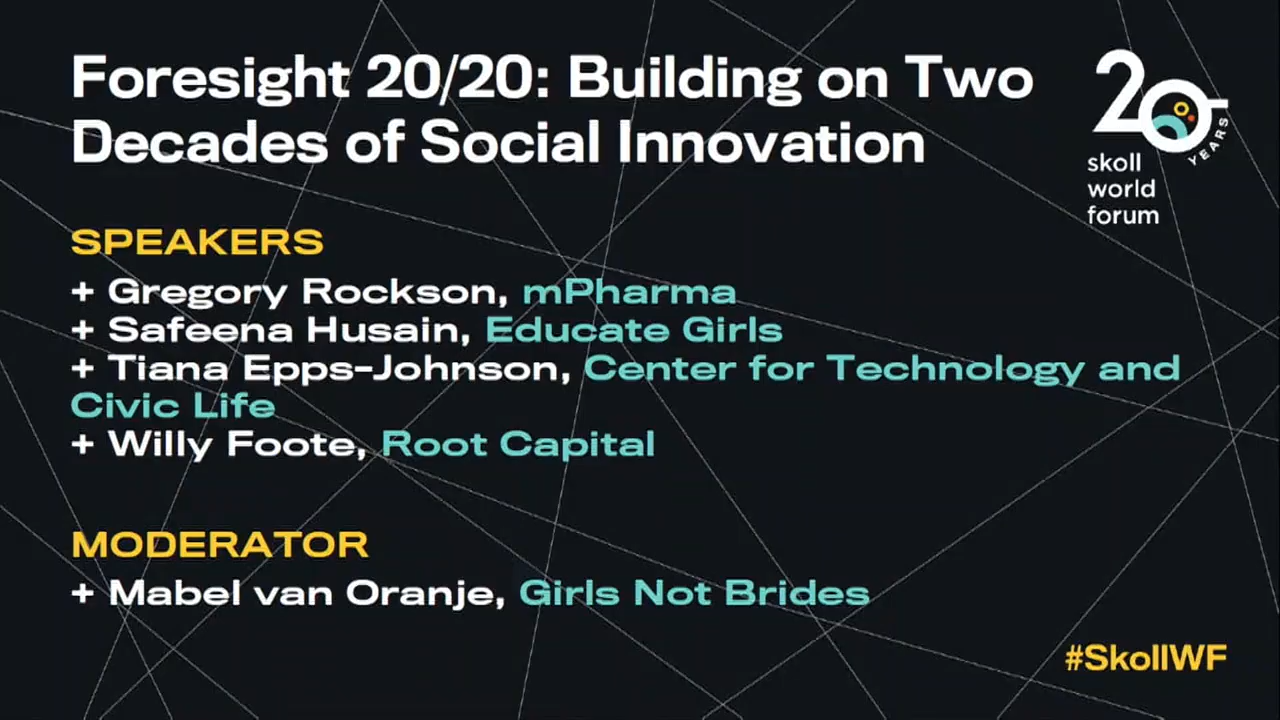 Foresight 20/20: Building on Two
Decades of Social Innovation
20
YEARS
skoll
world
forum
SPEAKERS
+ Gregory Rockson, mPharma
+ Safeena Husain, Educate Girls
+ Tiana Epps-Johnson, Center for Technology and
Civic Life
+ Willy Foote, Root Capital
MODERATOR
+ Mabel van Oranje, Girls Not Brides
#SkollWF